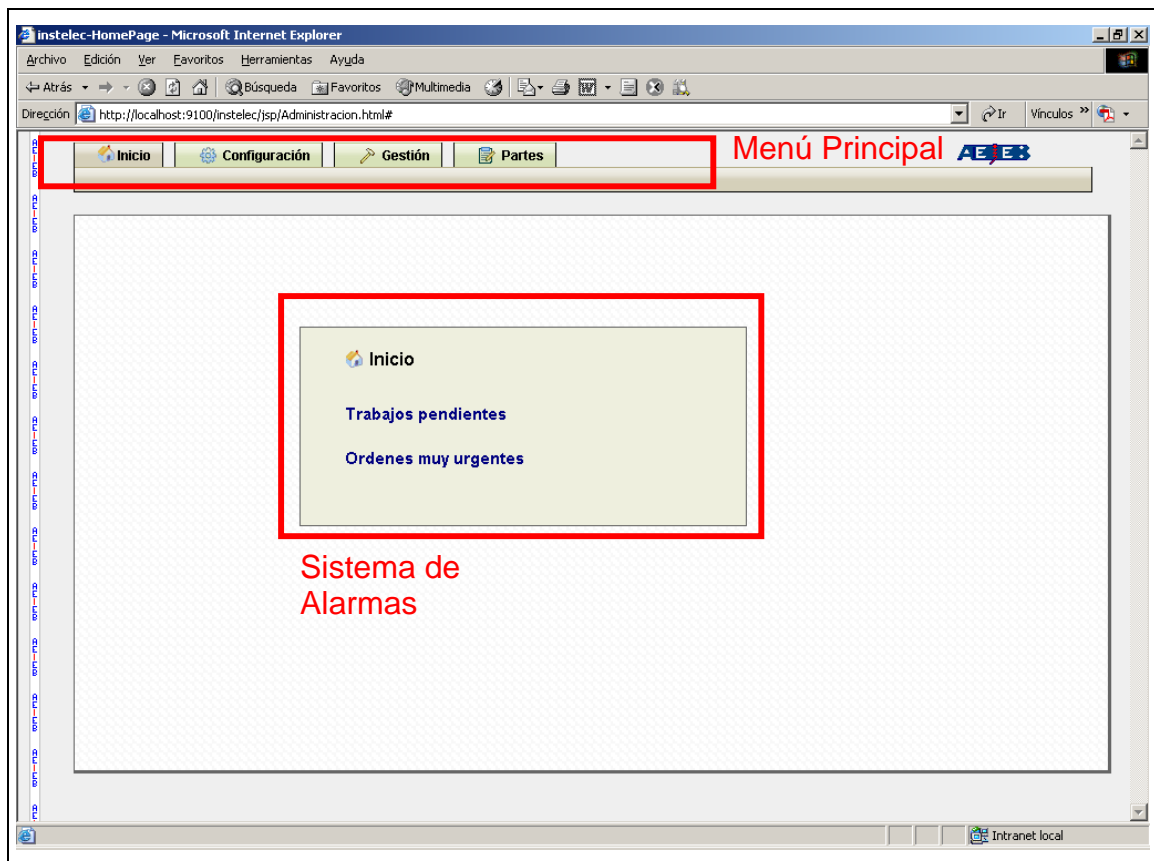 instelec-HomePage - Microsoft Internet Explorer
Archivo Edición Ver Favoritos Herramientas Ayuda
Atrás Búsqueda Favoritos Multimedia
Dirección http://localhost:9100/instelec/jsp/Administracion.html# Ir Vínculos »
Inicio Configuración Gestión Partes Menú Principal AEIEB
Inicio
Trabajos pendientes
Ordenes muy urgentes
Sistema de
Alarmas
Intranet local